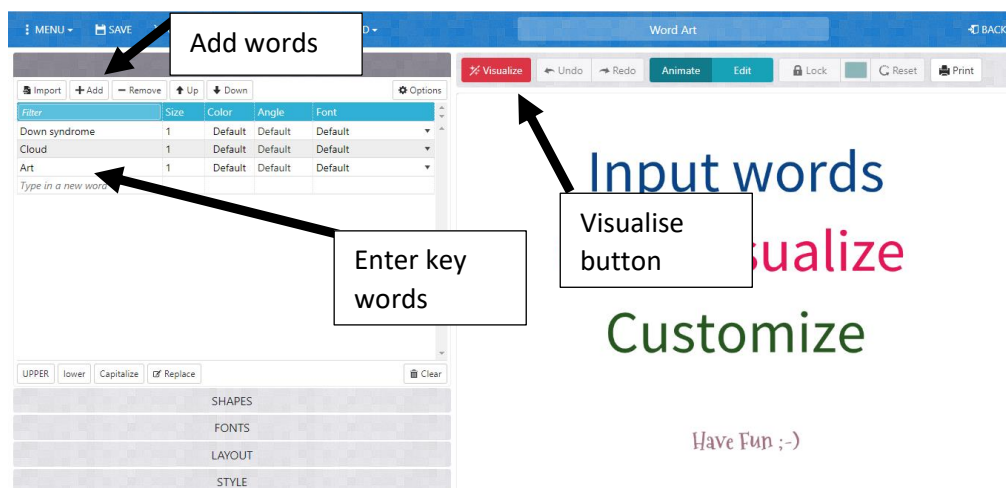 MENU SAVE
Word Art
BACK
Add words
Visualize Undo Redo Animate Edit Lock Reset Print
Import Add Remove Up Down Options
Filter Size Color Angle Font
Down syndrome 1 Default Default Default
Cloud 1 Default Default Default
Art 1 Default Default Default
Type in a new word
Input words
Visualise
button
Enter key
words
Customize
UPPER lower Capitalize Replace Clear
SHAPES
FONTS
LAYOUT
STYLE
Have Fun ;-)